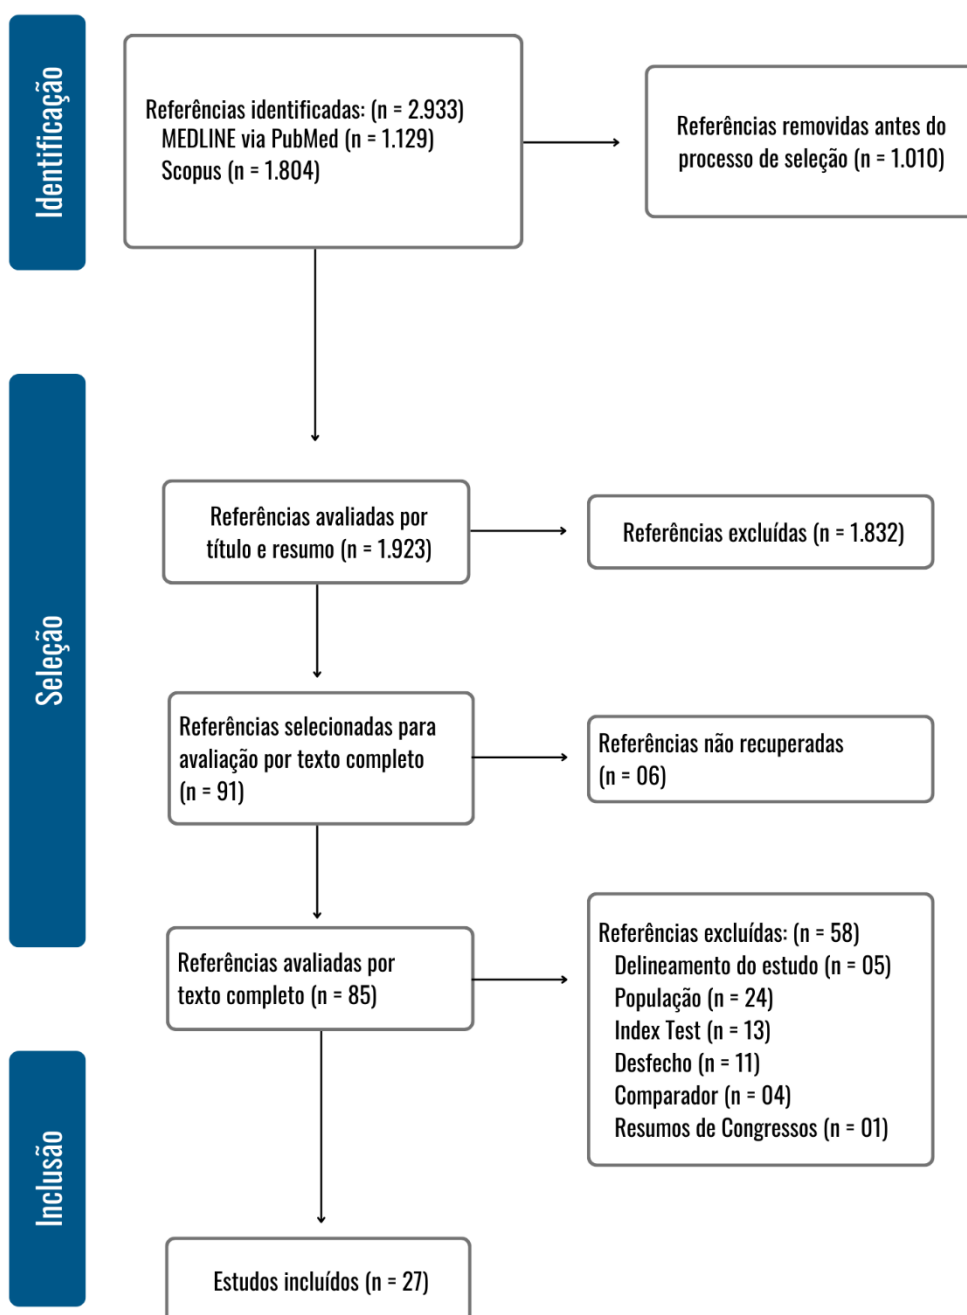 Identificação
Referências identificadas: (n = 2.933)
MEDLINE via PubMed (n = 1.129)
Scopus (n = 1.804)
Referências removidas antes do
processo de seleção (n = 1.010)
Seleção
Referências avaliadas por
título e resumo (n = 1.923)
Referências excluídas (n = 1.832)
Referências selecionadas para
avaliação por texto completo
(n = 91)
Referências não recuperadas
(n = 06)
Referências avaliadas por
texto completo (n = 85)
Referências excluídas: (n = 58)
Delineamento do estudo (n = 05)
População (n = 24)
Index Test (n = 13)
Desfecho (n = 11)
Comparador (n = 04)
Resumos de Congressos (n = 01)
Inclusão
Estudos incluídos (n = 27)